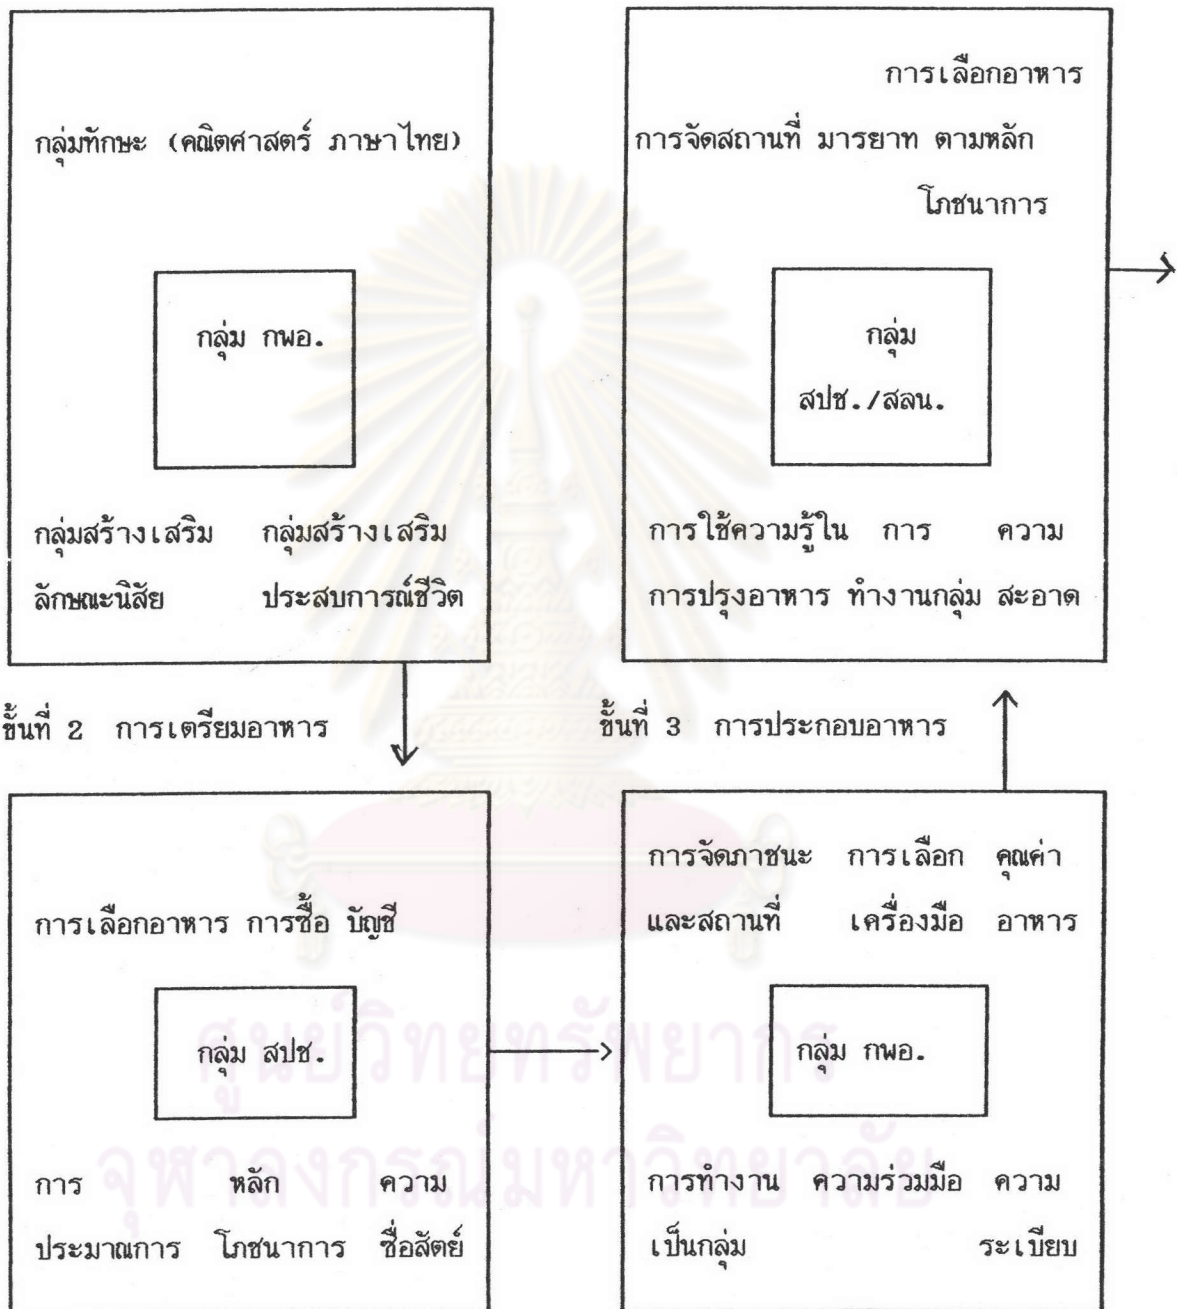 กลุ่มทักษะ (คณิตศาสตร์ ภาษาไทย)
กลุ่ม กพอ.
กลุ่มสร้างเสริม กลุ่มสร้างเสริม
ลักษณะนิสัย ประสบการณ์ชีวิต
ขั้นที่ 2 การเตรียมอาหาร
การเลือกอาหาร การซื้อ บัญชี
กลุ่ม สปช.
การ หลัก ความ
ประมาณการ โภชนาการ ซื่อสัตย์
ขั้นที่ 3 การประกอบอาหาร
การจัดภาชนะ การเลือก คุณค่า
และสถานที่ เครื่องมือ อาหาร
กลุ่ม กพอ.
การทำงาน ความร่วมมือ ความ
เป็นกลุ่ม ระเบียบ
การเลือกอาหาร
การจัดสถานที่ มารยาท ตามหลัก
โภชนาการ
กลุ่ม
สปช./สลน.
การใช้ความรู้ใน การ ความ
การปรุงอาหาร ทำงานกลุ่ม สะอาด
ศูนย์วิทยทรัพยากร
จุฬาลงกรณ์มหาวิทยาลัย